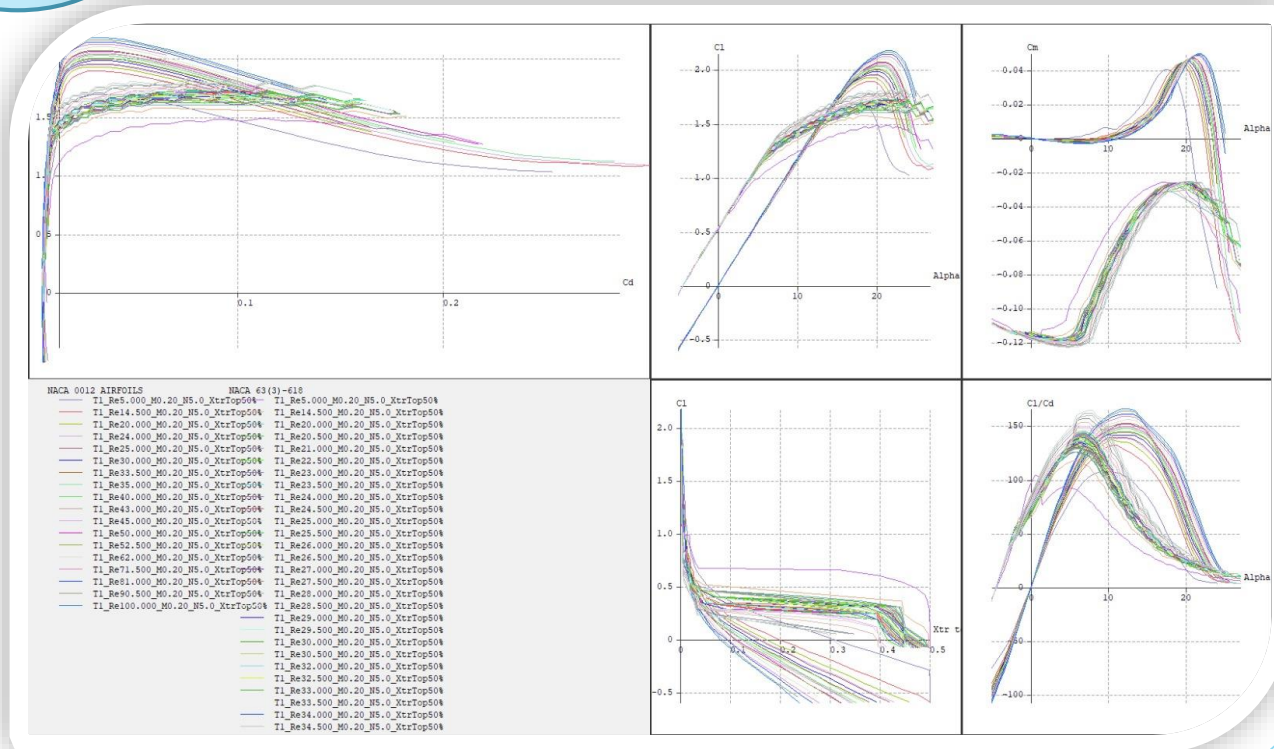 Cl
Cm
2.0
0.04
1.5
1.5
0.02
Alpha
0
10
20
1
1.0
-0.02
-0.04
0.5
0.5
-0.06
Cd
Alpha
-0.08
0
0
10
20
0.1
0.2
-0.10
-0.5
-0.12
NACA 0012 AIRFOILS NACA 63(3)-618
T1_Re5.000_M0.20_N5.0_XtrTop50% T1_Re5.000_M0.20_N5.0_XtrTop50%
T1_Re14.500_M0.20_N5.0_XtrTop50% T1_Re14.500_M0.20_N5.0_XtrTop50%
T1_Re20.000_M0.20_N5.0_XtrTop50% T1_Re20.000_M0.20_N5.0_XtrTop50%
T1_Re24.000_M0.20_N5.0_XtrTop50% T1_Re20.500_M0.20_N5.0_XtrTop50%
T1_Re25.000_M0.20_N5.0_XtrTop50% T1_Re21.000_M0.20_N5.0_XtrTop50%
T1_Re30.000_M0.20_N5.0_XtrTop50% T1_Re22.500_M0.20_N5.0_XtrTop50%
T1_Re33.500_M0.20_N5.0_XtrTop50% T1_Re23.000_M0.20_N5.0_XtrTop50%
T1_Re35.000_M0.20_N5.0_XtrTop50% T1_Re23.500_M0.20_N5.0_XtrTop50%
T1_Re40.000_M0.20_N5.0_XtrTop50% T1_Re24.000_M0.20_N5.0_XtrTop50%
T1_Re43.000_M0.20_N5.0_XtrTop50% T1_Re24.500_M0.20_N5.0_XtrTop50%
T1_Re45.000_M0.20_N5.0_XtrTop50% T1_Re25.000_M0.20_N5.0_XtrTop50%
T1_Re50.000_M0.20_N5.0_XtrTop50% T1_Re25.500_M0.20_N5.0_XtrTop50%
T1_Re52.500_M0.20_N5.0_XtrTop50% T1_Re26.000_M0.20_N5.0_XtrTop50%
T1_Re62.000_M0.20_N5.0_XtrTop50% T1_Re26.500_M0.20_N5.0_XtrTop50%
T1_Re71.500_M0.20_N5.0_XtrTop50% T1_Re27.000_M0.20_N5.0_XtrTop50%
T1_Re81.000_M0.20_N5.0_XtrTop50% T1_Re27.500_M0.20_N5.0_XtrTop50%
T1_Re90.500_M0.20_N5.0_XtrTop50% T1_Re28.000_M0.20_N5.0_XtrTop50%
T1_Re100.000_M0.20_N5.0_XtrTop50% T1_Re28.500_M0.20_N5.0_XtrTop50%
T1_Re29.000_M0.20_N5.0_XtrTop50%
T1_Re29.500_M0.20_N5.0_XtrTop50%
T1_Re30.000_M0.20_N5.0_XtrTop50%
T1_Re30.500_M0.20_N5.0_XtrTop50%
T1_Re32.000_M0.20_N5.0_XtrTop50%
T1_Re32.500_M0.20_N5.0_XtrTop50%
T1_Re33.000_M0.20_N5.0_XtrTop50%
T1_Re33.500_M0.20_N5.0_XtrTop50%
T1_Re34.000_M0.20_N5.0_XtrTop50%
T1_Re34.500_M0.20_N5.0_XtrTop50%
Cl
2.0
1.5
1.0
0.5
0
Xtr t
0
0.1
0.2
0.3
0.4
0.5
-0.5
Cl/Cd
150
100
50
0
Alpha
0
10
20
-50
-100